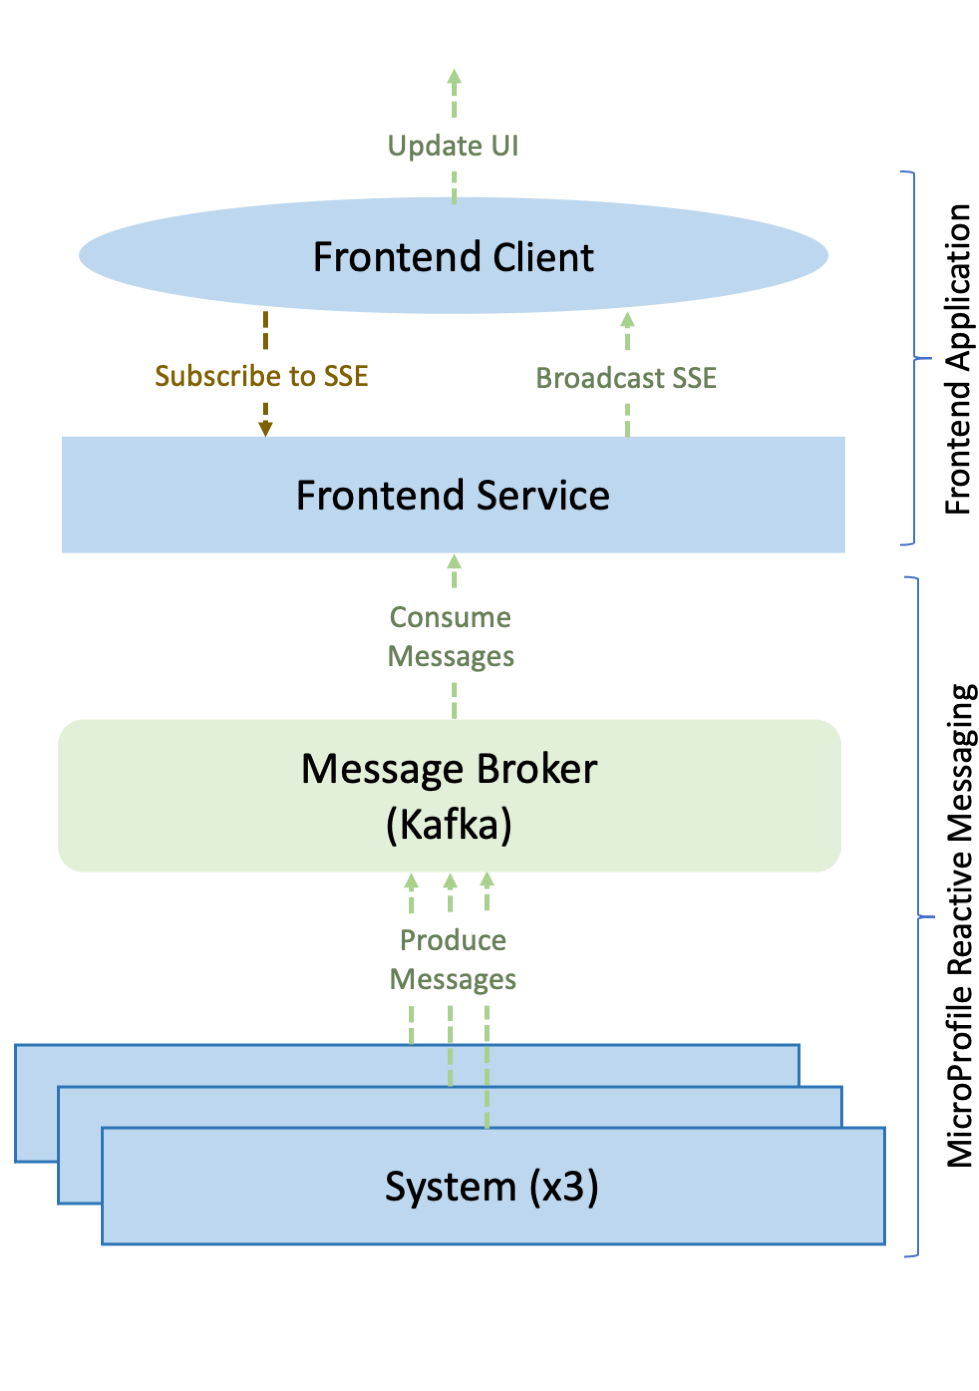 Update UI
Frontend Client
Subscribe to SSE
Broadcast SSE
Frontend Service
Consume
Messages
Message Broker
(Kafka)
Produce
Messages
System (x3)
Frontend Application
MicroProfile Reactive Messaging